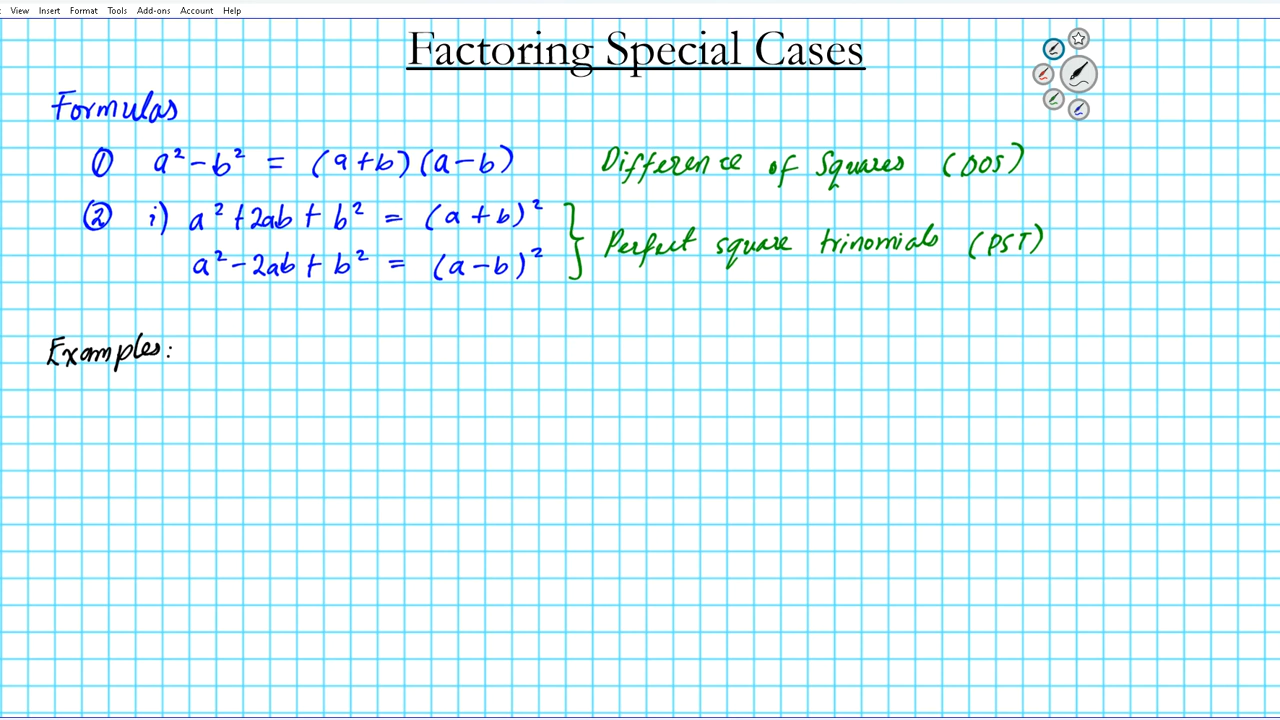 View Insert Format Tools Add-ons Account Help
Factoring Special Cases
Formulas
① a² - b² = (a+b)(a-b) Difference of Squares (DOS)
② i) a² + 2ab + b² = (a+b)²
a² - 2ab + b² = (a-b)²
} Perfect square trinomials (PST)
Examples: